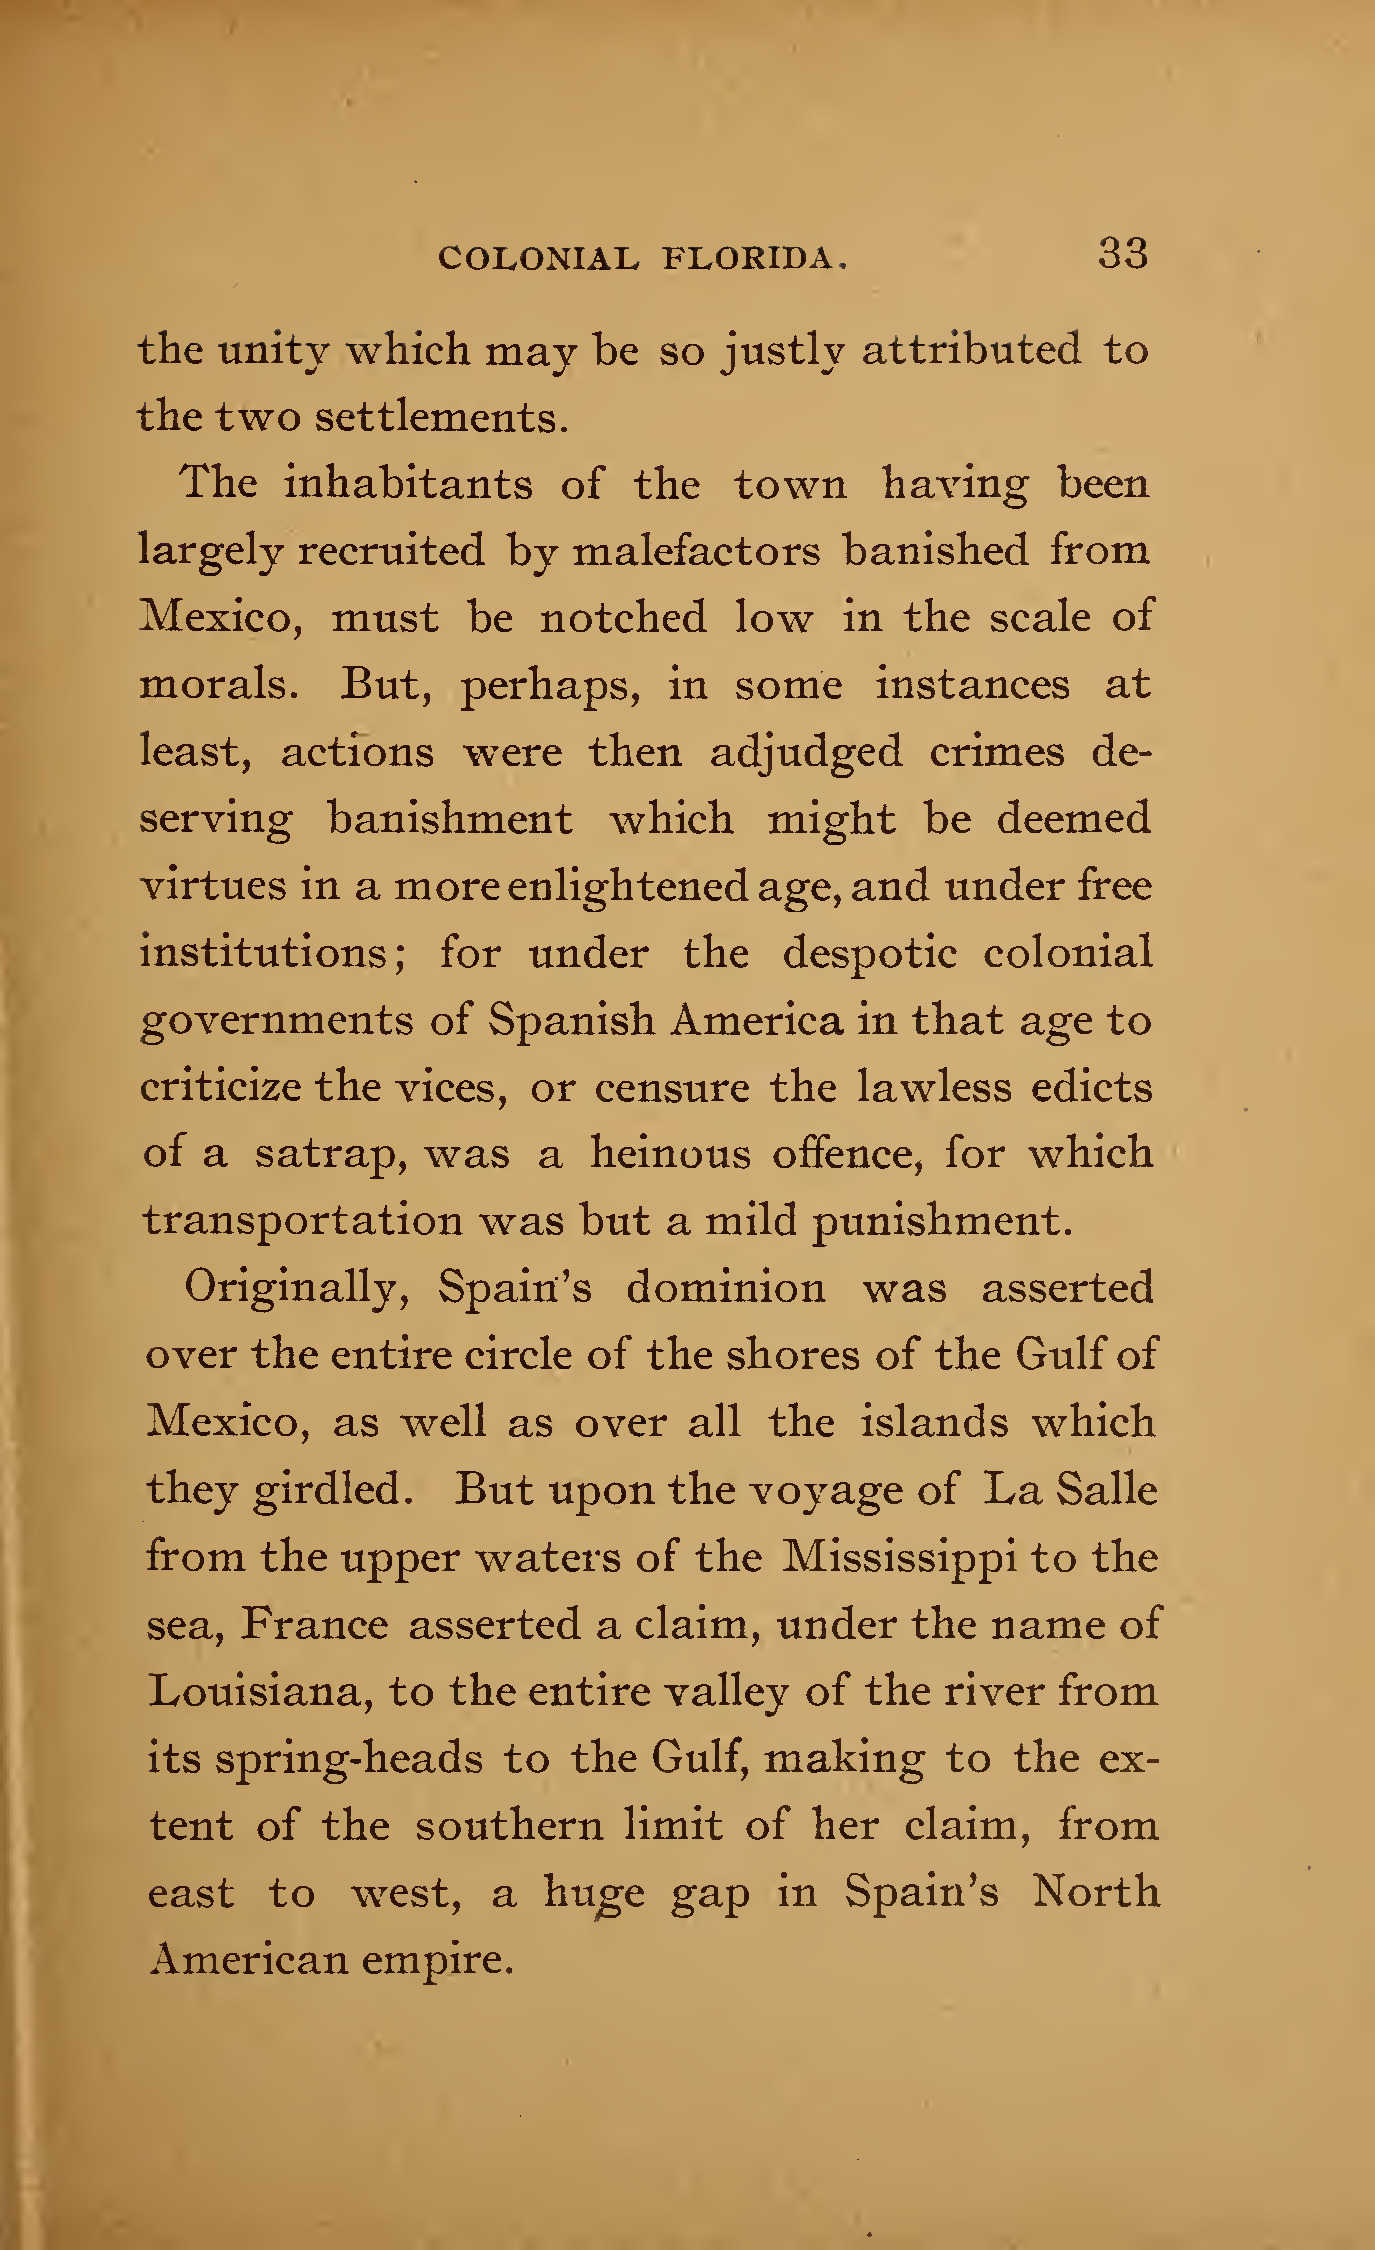 COLONIAL FLORIDA. 33
the unity which may be so justly attributed to
the two settlements.
The inhabitants of the town having been
largely recruited by malefactors banished from
Mexico, must be notched low in the scale of
morals. But, perhaps, in some instances at
least, actions were then adjudged crimes de-
serving banishment which might be deemed
virtues in a more enlightened age, and under free
institutions; for under the despotic colonial
governments of Spanish America in that age to
criticize the vices, or censure the lawless edicts
of a satrap, was a heinous offence, for which
transportation was but a mild punishment.
Originally, Spain's dominion was asserted
over the entire circle of the shores of the Gulf of
Mexico, as well as over all the islands which
they girdled. But upon the voyage of La Salle
from the upper waters of the Mississippi to the
sea, France asserted a claim, under the name of
Louisiana, to the entire valley of the river from
its spring-heads to the Gulf, making to the ex-
tent of the southern limit of her claim, from
east to west, a huge gap in Spain's North
American empire.